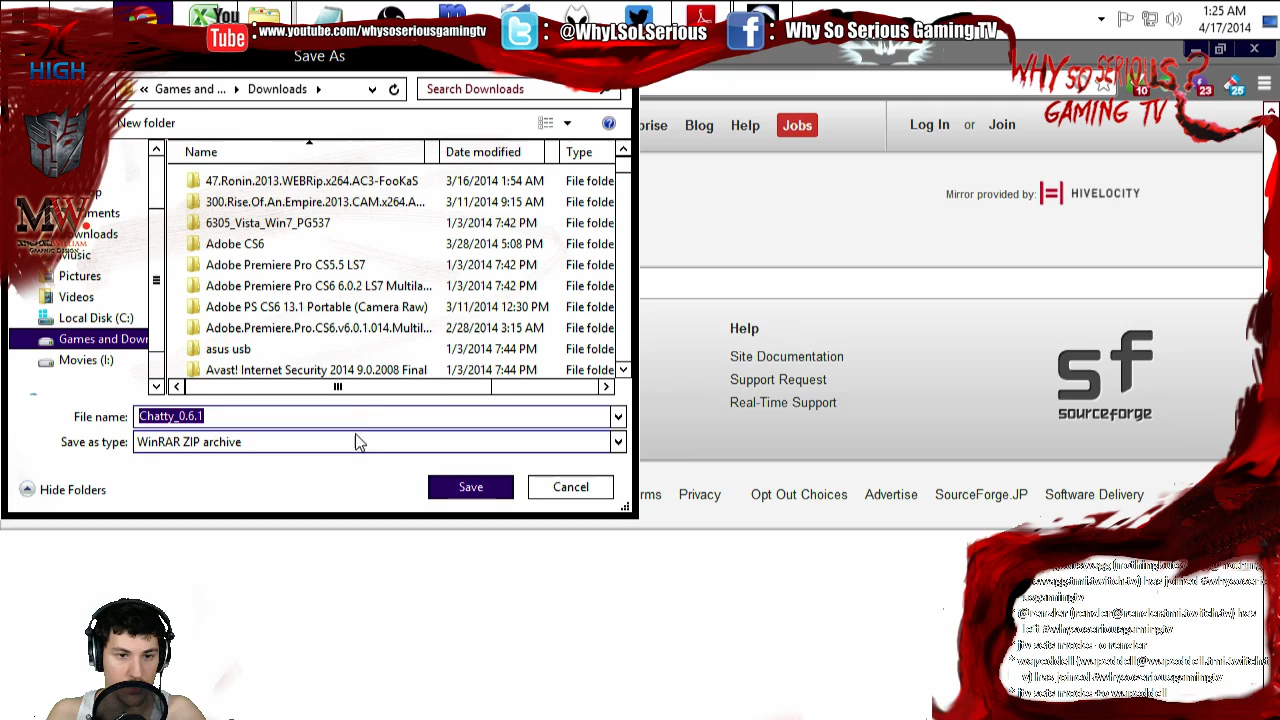 1:25 AM
4/17/2014
You Tube : www.youtube.com/whysoseriousgamingtv
: @WhyISoLSerious
: Why So Serious Gaming TV
HIGH
WHY SO SERIOUS?
GAMING TV
10
23
25
Save As
« Games and ... Downloads
Search Downloads
New folder
Name Date modified Type
47.Ronin.2013.WEBRip.x264.AC3-FooKaS 3/16/2014 1:54 AM File folde
300.Rise.Of.An.Empire.2013.CAM.x264.A... 3/11/2014 9:15 AM File folde
6305_Vista_Win7_PG537 1/3/2014 7:42 PM File folde
Adobe CS6 3/28/2014 5:08 PM File folde
Adobe Premiere Pro CS5.5 LS7 1/3/2014 7:42 PM File folde
Adobe Premiere Pro CS6 6.0.2 LS7 Multila... 1/3/2014 7:42 PM File folde
Adobe PS CS6 13.1 Portable (Camera Raw) 3/11/2014 12:30 PM File folde
Adobe.Premiere.Pro.CS6.v6.0.1.014.Multil... 2/28/2014 3:15 AM File folde
asus usb 1/3/2014 7:44 PM File folde
Avast! Internet Security 2014 9.0.2008 Final 1/3/2014 7:44 PM File folde
Pictures
Videos
Local Disk (C:)
Games and Down
Movies (I:)
MW
File name: Chatty_0.6.1
Save as type: WinRAR ZIP archive
Hide Folders
Save Cancel
rise Blog Help Jobs
Log In or Join
Mirror provided by: HIVELOCITY
Help
Site Documentation
Support Request
Real-Time Support
sf
sourceforge
rms Privacy Opt Out Choices Advertise SourceForge.JP Software Delivery